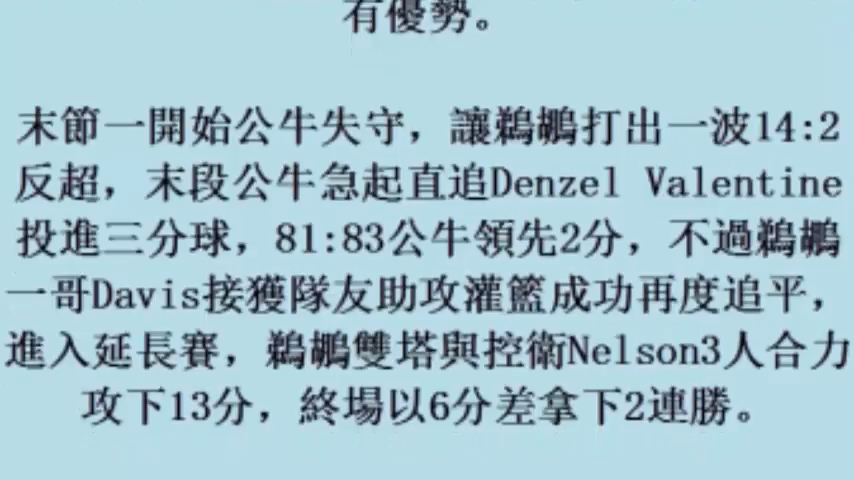 有優勢。
末節一開始公牛失守，讓鵜鶘打出一波14:2
反超，末段公牛急起直追Denzel Valentine
投進三分球，81:83公牛領先2分，不過鵜鶘
一哥Davis接獲隊友助攻灌籃成功再度追平，
進入延長賽，鵜鶘雙塔與控衛Nelson3人合力
攻下13分，終場以6分差拿下2連勝。